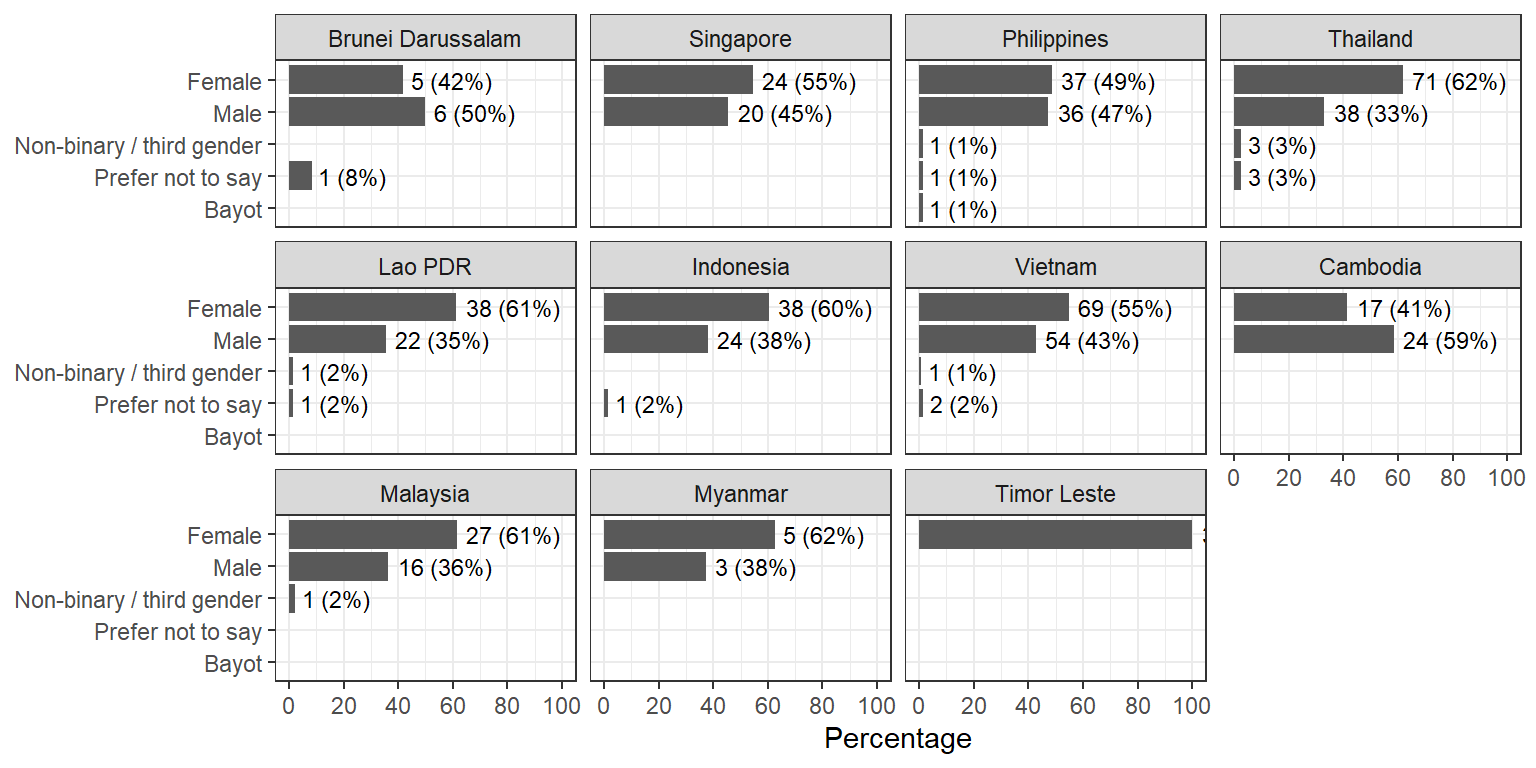 Brunei Darussalam Singapore Philippines Thailand
Female 5 (42%) 24 (55%) 37 (49%) 71 (62%)
Male 6 (50%) 20 (45%) 36 (47%) 38 (33%)
Non-binary / third gender 1 (1%) 3 (3%)
Prefer not to say 1 (8%) 1 (1%) 3 (3%)
Bayot 1 (1%)
Lao PDR Indonesia Vietnam Cambodia
Female 38 (61%) 38 (60%) 69 (55%) 17 (41%)
Male 22 (35%) 24 (38%) 54 (43%) 24 (59%)
Non-binary / third gender 1 (2%) 1 (1%)
Prefer not to say 1 (2%) 1 (2%) 2 (2%)
Bayot
0 20 40 60 80 100
Malaysia Myanmar Timor Leste
Female 27 (61%) 5 (62%)
Male 16 (36%) 3 (38%)
Non-binary / third gender 1 (2%)
Prefer not to say
Bayot
0 20 40 60 80 100 0 20 40 60 80 100 0 20 40 60 80 100
Percentage